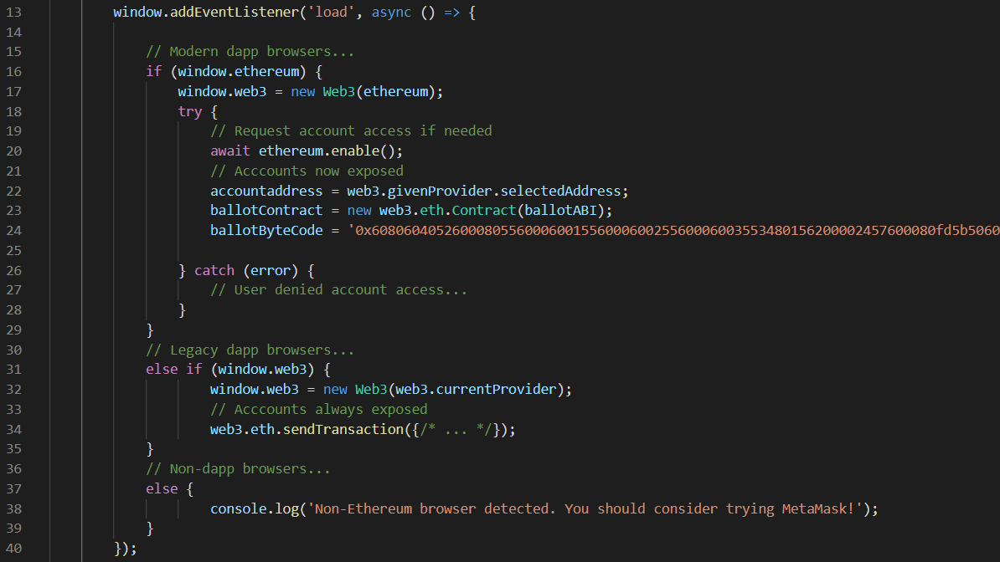 13 window.addEventListener('load', async () => {
14
15 // Modern dapp browsers...
16 if (window.ethereum) {
17 window.web3 = new Web3(ethereum);
18 try {
19 // Request account access if needed
20 await ethereum.enable();
21 // Acccounts now exposed
22 accountaddress = web3.givenProvider.selectedAddress;
23 ballotContract = new web3.eth.Contract(ballotABI);
24 ballotByteCode = '0x60806040526000805560006001556000600255600060035534801562000024576000​80fd5b5060
25
26 } catch (error) {
27 // User denied account access...
28 }
29 }
30 // Legacy dapp browsers...
31 else if (window.web3) {
32 window.web3 = new Web3(web3.currentProvider);
33 // Acccounts always exposed
34 web3.eth.sendTransaction({/* ... */});
35 }
36 // Non-dapp browsers...
37 else {
38 console.log('Non-Ethereum browser detected. You should consider trying MetaMask!');
39 }
40 });